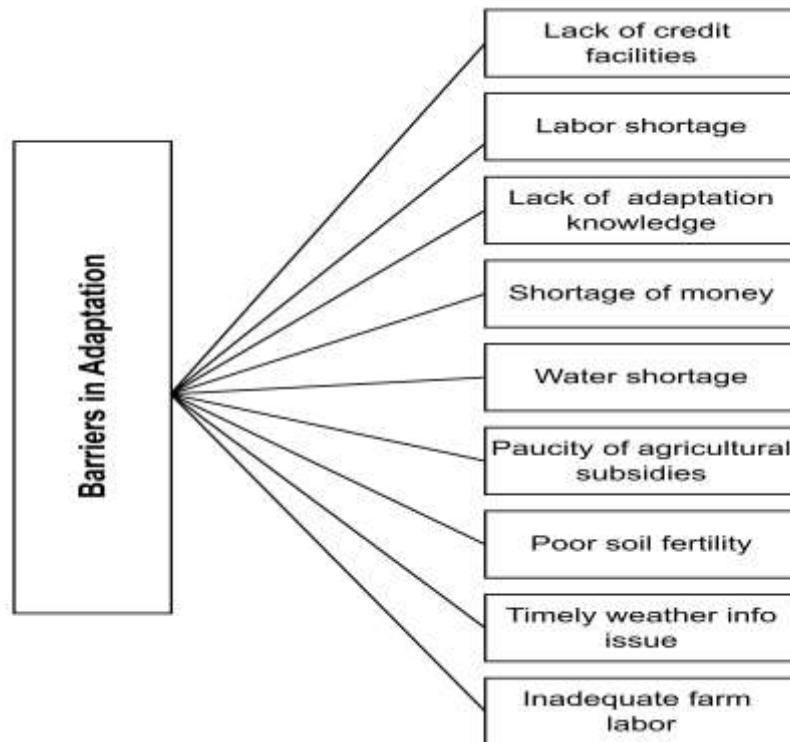 Barriers in Adaptation
Lack of credit
facilities
Labor shortage
Lack of adaptation
knowledge
Shortage of money
Water shortage
Paucity of agricultural
subsidies
Poor soil fertility
Timely weather info
issue
Inadequate farm
labor